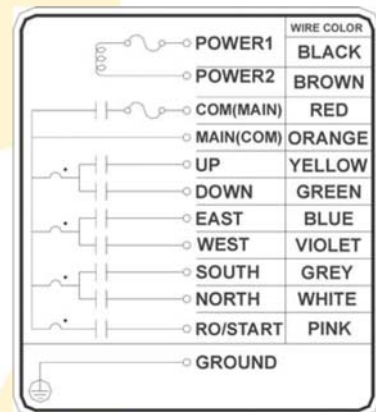 WIRE COLOR
POWER1 BLACK
POWER2 BROWN
COM(MAIN) RED
MAIN(COM) ORANGE
UP YELLOW
DOWN GREEN
EAST BLUE
WEST VIOLET
SOUTH GREY
NORTH WHITE
RO/START PINK
GROUND